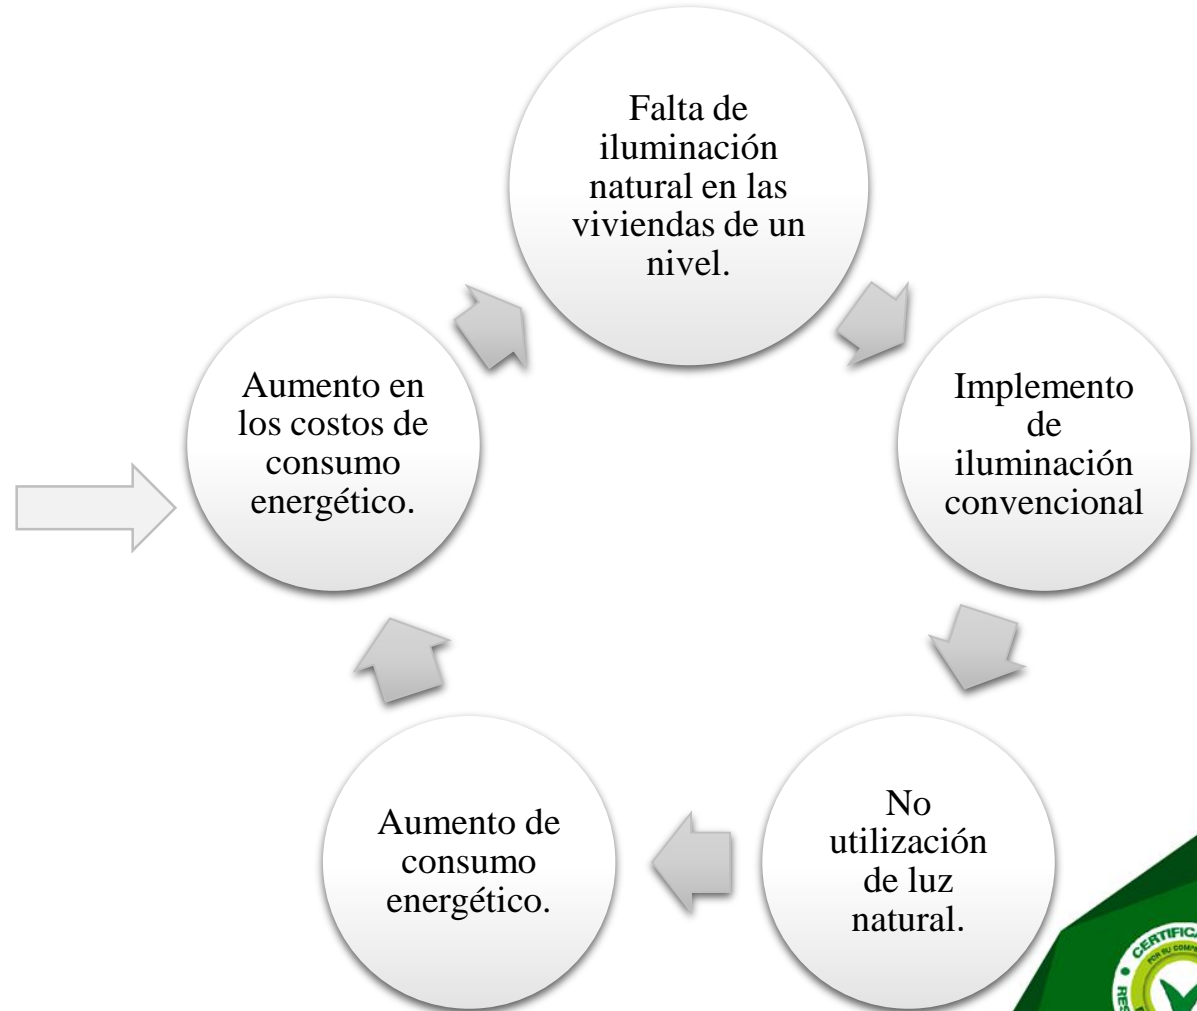 Falta de
iluminación
natural en las
viviendas de un
nivel.
Implemento
de
iluminación
convencional
No
utilización
de luz
natural.
Aumento de
consumo
energético.
Aumento en
los costos de
consumo
energético.